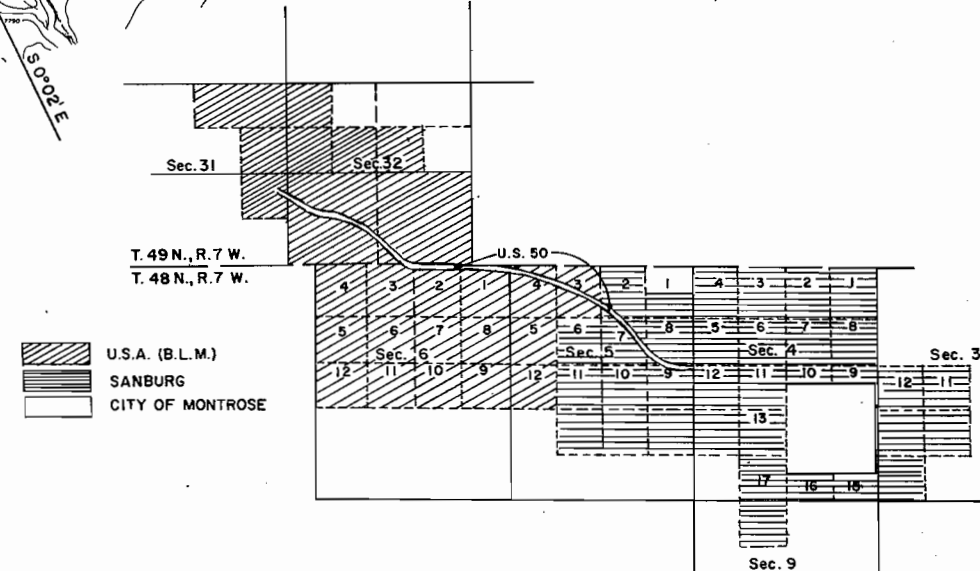 7790
S 0°02' E
Sec. 31
Sec. 32
T. 49 N., R. 7 W.
T. 48 N., R. 7 W.
U.S. 50
4 3 2 1 4 3 2 1 4 3 2 1
5 6 7 8 5 6 7 8 5 6 7 8
Sec. 6 Sec. 5 Sec. 4 Sec. 3
12 11 10 9 12 11 10 9 12 11 10 9 12 11
13
17 16 15
Sec. 9
U.S.A. (B.L.M.)
SANBURG
CITY OF MONTROSE